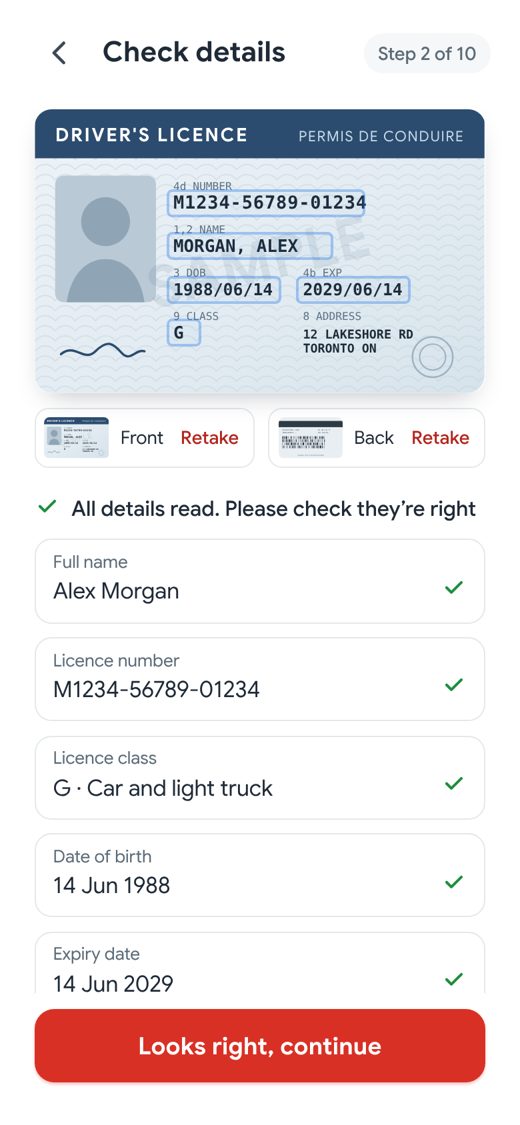 Check details
Step 2 of 10
DRIVER'S LICENCE
PERMIS DE CONDUIRE
4d NUMBER
M1234-56789-01234
1,2 NAME
MORGAN, ALEX
3 DOB
4b EXP
1988/06/14
2029/06/14
9 CLASS
8 ADDRESS
G
12 LAKESHORE RD
TORONTO ON
SAMPLE
Front
Retake
Back
Retake
All details read. Please check they’re right
Full name
Alex Morgan
Licence number
M1234-56789-01234
Licence class
G · Car and light truck
Date of birth
14 Jun 1988
Expiry date
14 Jun 2029
Looks right, continue